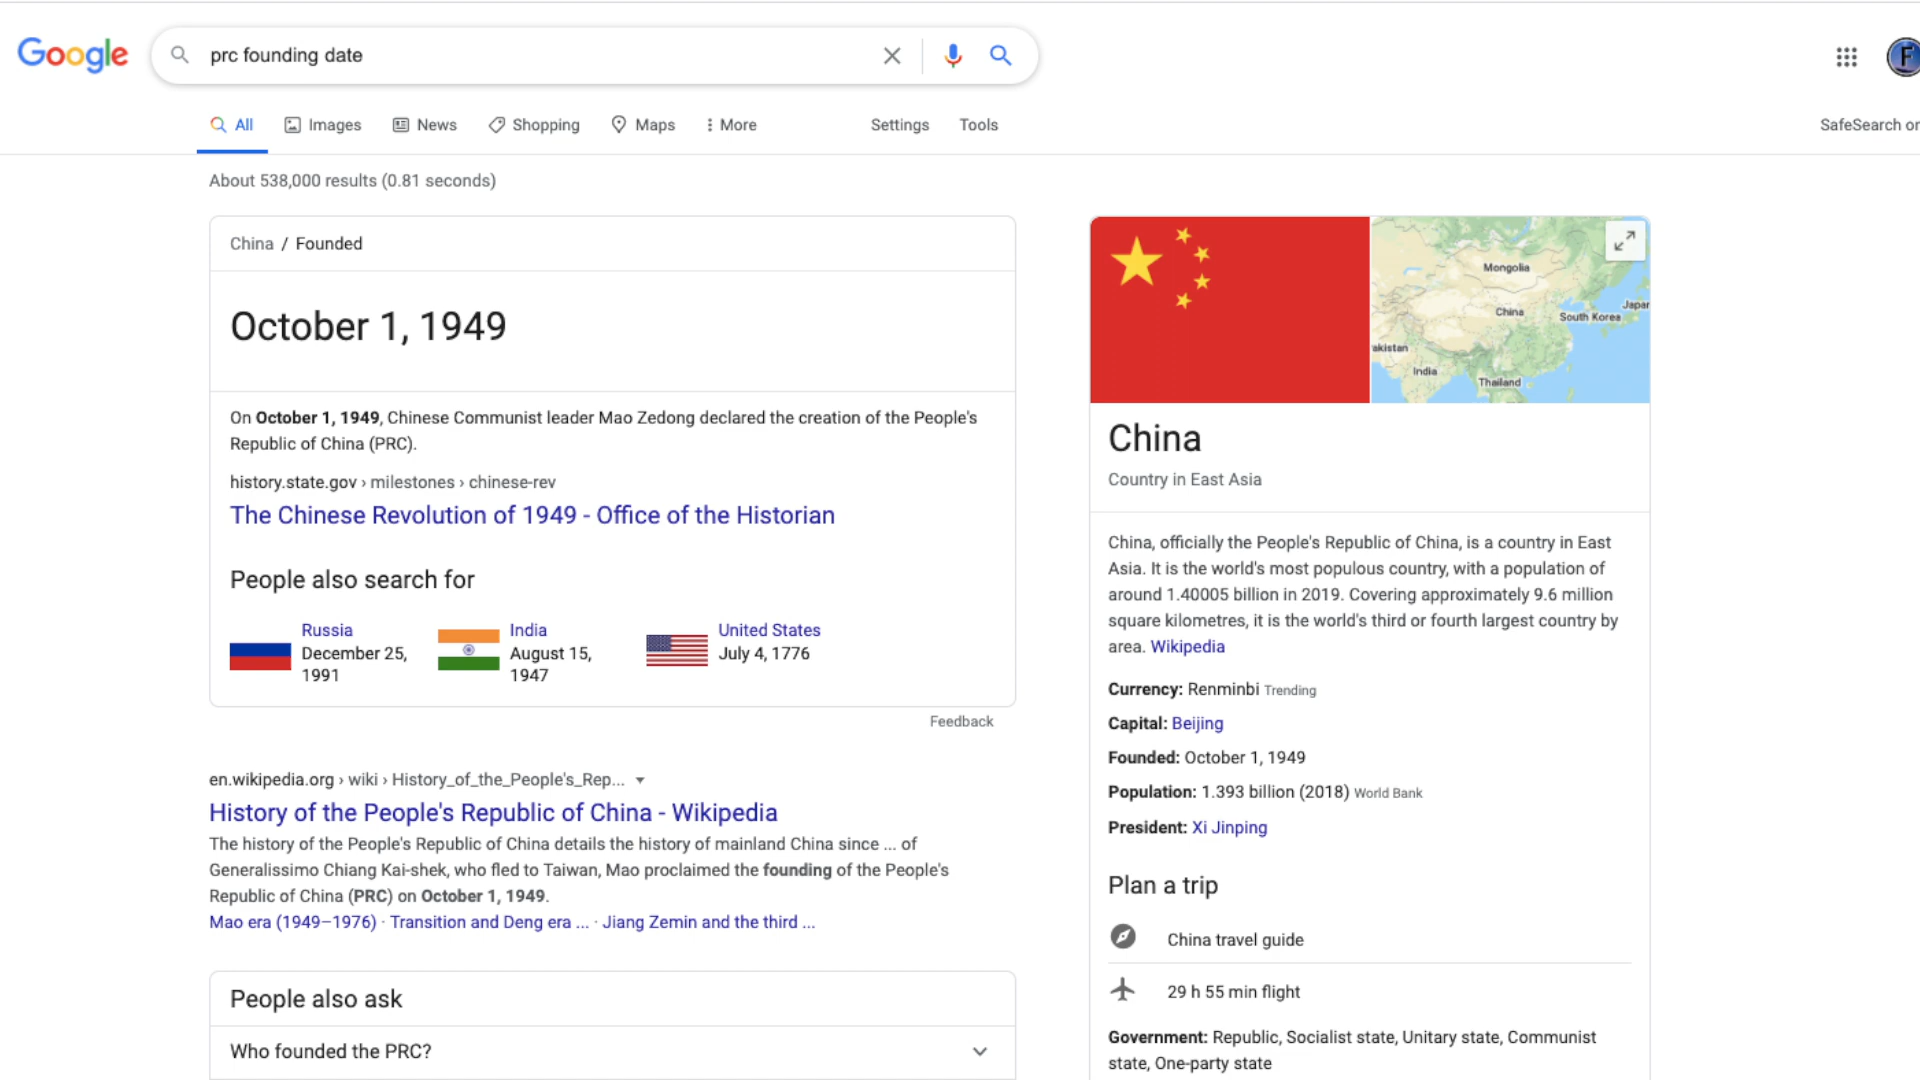 Google
prc founding date
All
Images
News
Shopping
Maps
More
Settings
Tools
SafeSearch on
About 538,000 results (0.81 seconds)
China / Founded
October 1, 1949
On October 1, 1949, Chinese Communist leader Mao Zedong declared the creation of the People's
Republic of China (PRC).
history.state.gov › milestones › chinese-rev
The Chinese Revolution of 1949 - Office of the Historian
People also search for
Russia
December 25,
1991
India
August 15,
1947
United States
July 4, 1776
Feedback
en.wikipedia.org › wiki › History_of_the_People's_Rep...
History of the People's Republic of China - Wikipedia
The history of the People's Republic of China details the history of mainland China since ... of
Generalissimo Chiang Kai-shek, who fled to Taiwan, Mao proclaimed the founding of the People's
Republic of China (PRC) on October 1, 1949.
Mao era (1949–1976) · Transition and Deng era ... · Jiang Zemin and the third ...
People also ask
Who founded the PRC?
F
Mongolia
China
Japan
South Korea
akistan
India
Thailand
China
Country in East Asia
China, officially the People's Republic of China, is a country in East
Asia. It is the world's most populous country, with a population of
around 1.40005 billion in 2019. Covering approximately 9.6 million
square kilometres, it is the world's third or fourth largest country by
area. Wikipedia
Currency: Renminbi Trending
Capital: Beijing
Founded: October 1, 1949
Population: 1.393 billion (2018) World Bank
President: Xi Jinping
Plan a trip
China travel guide
29 h 55 min flight
Government: Republic, Socialist state, Unitary state, Communist
state, One-party state